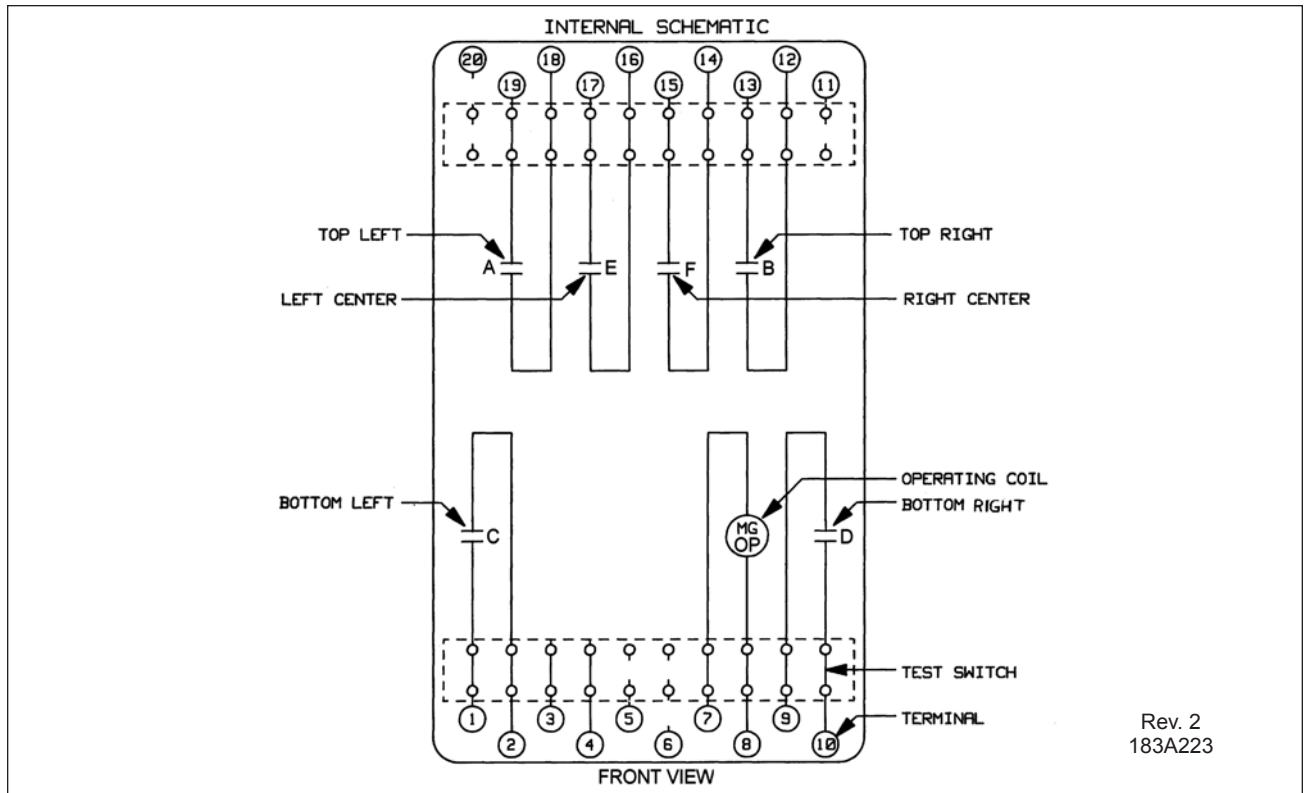 INTERNAL SCHEMATIC
20 18 16 14 12
19 17 15 13 11
TOP LEFT
TOP RIGHT
A E F B
LEFT CENTER
RIGHT CENTER
OPERATING COIL
BOTTOM LEFT
BOTTOM RIGHT
MG
OP
C D
TEST SWITCH
1 3 5 7 9
TERMINAL
2 4 6 8 10
Rev. 2
183A223
FRONT VIEW